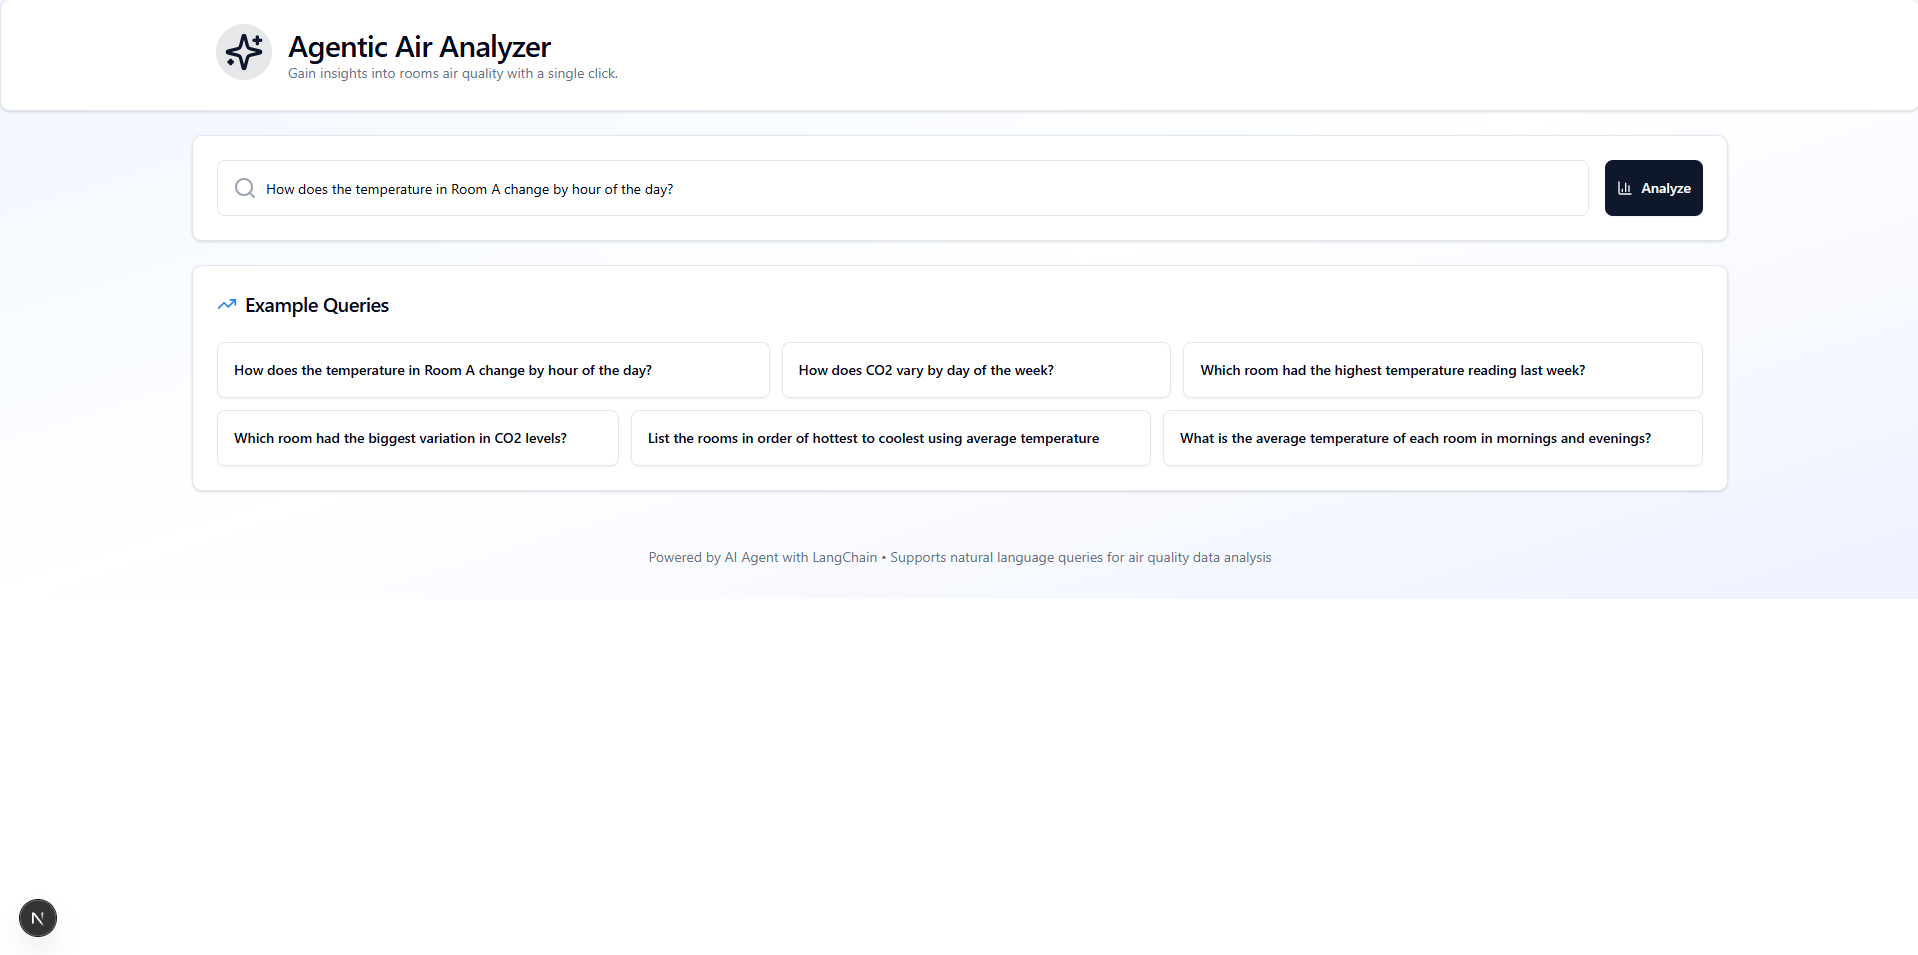 Agentic Air Analyzer
Gain insights into rooms air quality with a single click.
How does the temperature in Room A change by hour of the day?
Analyze
Example Queries
How does the temperature in Room A change by hour of the day?
How does CO2 vary by day of the week?
Which room had the highest temperature reading last week?
Which room had the biggest variation in CO2 levels?
List the rooms in order of hottest to coolest using average temperature
What is the average temperature of each room in mornings and evenings?
Powered by AI Agent with LangChain • Supports natural language queries for air quality data analysis
N